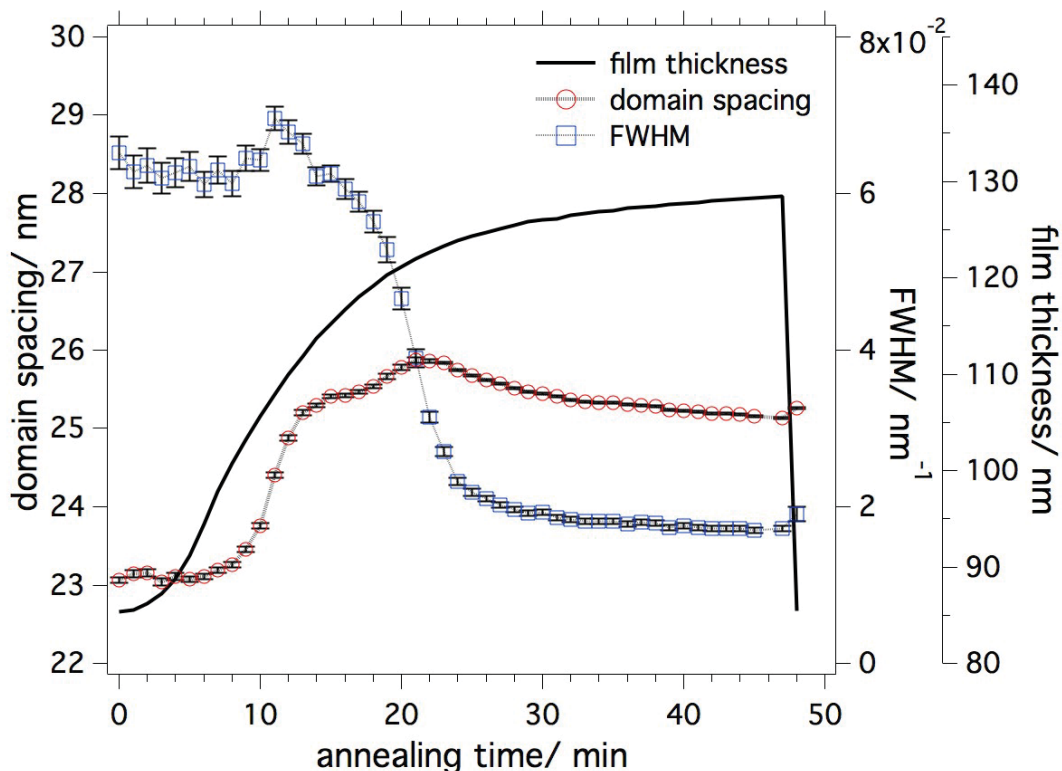 30
29
28
27
26
25
24
23
22
domain spacing/ nm
film thickness
domain spacing
FWHM
8x10-2
6
4
2
0
FWHM/ nm-1
140
130
120
110
100
90
80
film thickness/ nm
0 10 20 30 40 50
annealing time/ min